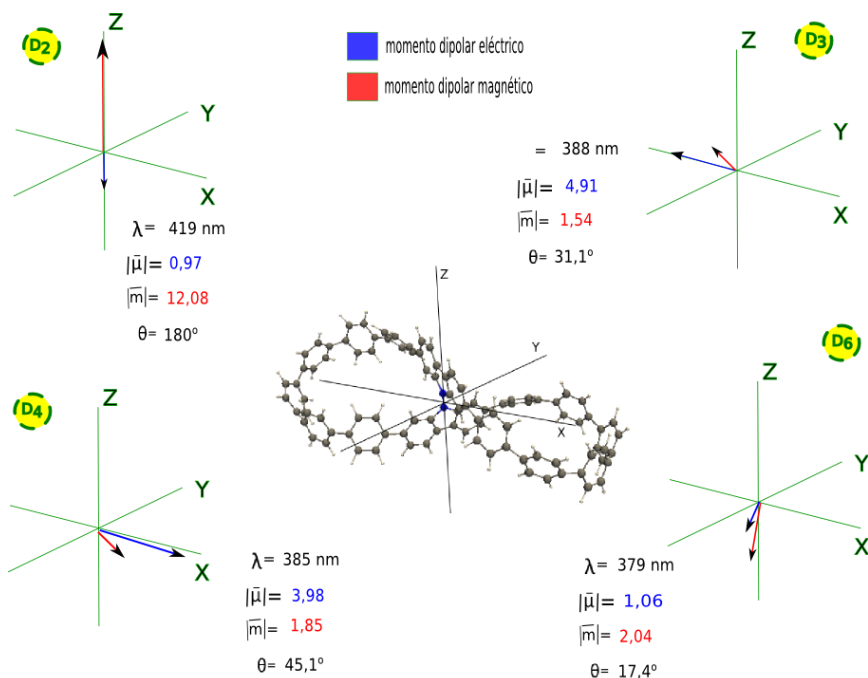 D2
Z
Y
X
λ= 419 nm
|μ̄|= 0,97
|m̅|= 12,08
θ= 180º
momento dipolar eléctrico
momento dipolar magnético
D3
Z
Y
X
= 388 nm
|μ̄|= 4,91
|m̅|= 1,54
θ= 31,1º
Z
Y
X
D4
Z
Y
X
λ= 385 nm
|μ̄|= 3,98
|m̅|= 1,85
θ= 45,1º
D6
Z
Y
X
λ= 379 nm
|μ̄|= 1,06
|m̅|= 2,04
θ= 17,4º